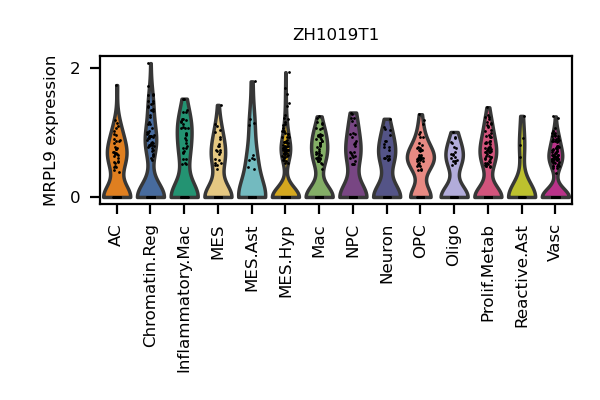 ZH1019T1
MRPL9 expression
2
0
AC
Chromatin.Reg
Inflammatory.Mac
MES
MES.Ast
MES.Hyp
Mac
NPC
Neuron
OPC
Oligo
Prolif.Metab
Reactive.Ast
Vasc